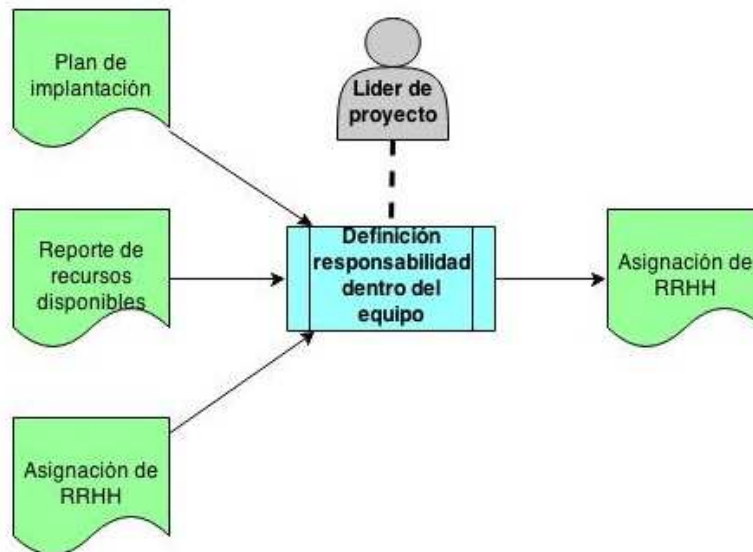 Plan de
implantación
Lider de
proyecto
Reporte de
recursos
disponibles
Definición
responsabilidad
dentro del
equipo
Asignación de
RRHH
Asignación de
RRHH